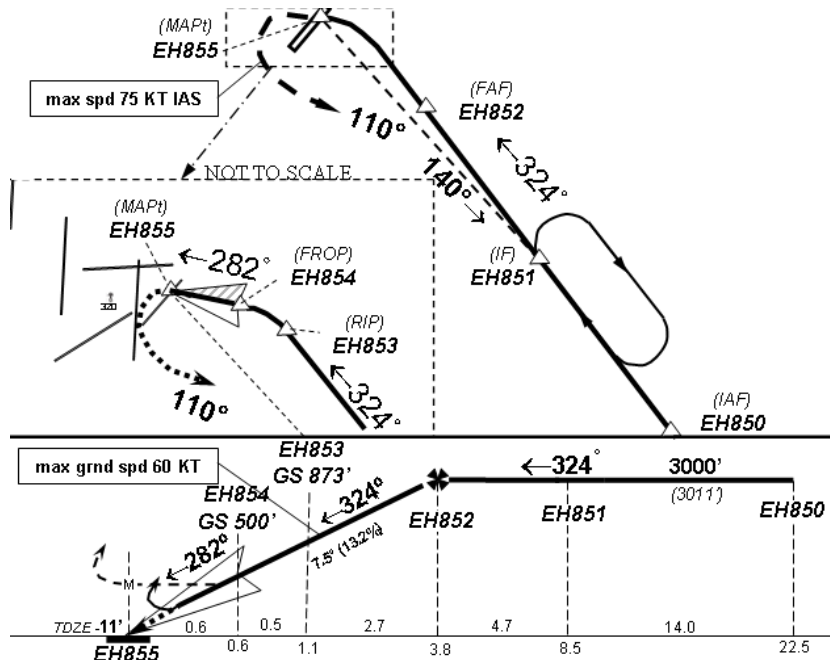 (MAPt)
EH855
max spd 75 KT IAS
110°
(FAF)
EH852
←324°
140°→
NOT TO SCALE
(MAPt)
EH855
←282°
(FROP)
EH854
(RIP)
EH853
(IF)
EH851
320
110°
←324°
(IAF)
EH850
max grnd spd 60 KT
EH853
GS 873'
EH854
GS 500'
←324°
←324°
3000'
(3011')
EH852
EH851
EH850
7.5° (13.2%)
←282°
M
TDZE -11'
0.6
0.5
2.7
4.7
14.0
EH855
0.6
1.1
3.8
8.5
22.5